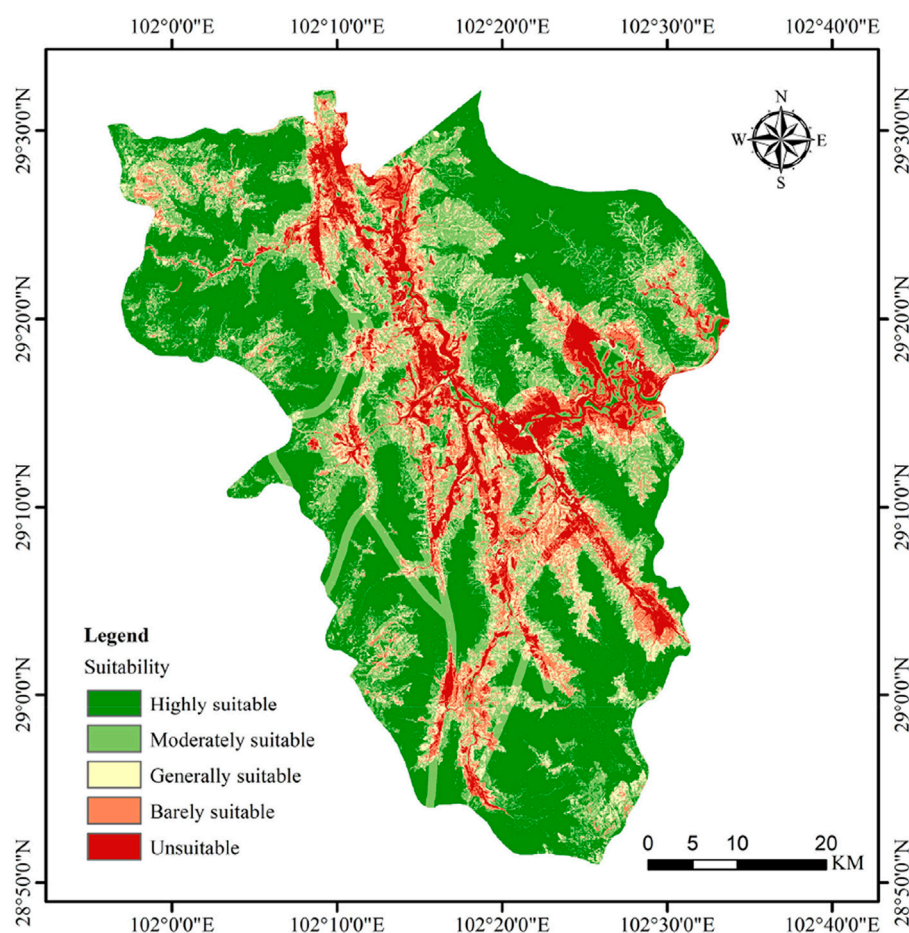 102°0'0"E 102°10'0"E 102°20'0"E 102°30'0"E 102°40'0"E
N
W E
S
29°30'0"N 29°30'0"N
29°20'0"N 29°20'0"N
29°10'0"N 29°10'0"N
29°0'0"N 29°0'0"N
28°50'0"N 28°50'0"N
Legend
Suitability
Highly suitable
Moderately suitable
Generally suitable
Barely suitable
Unsuitable
0 5 10 20
KM
102°0'0"E 102°10'0"E 102°20'0"E 102°30'0"E 102°40'0"E